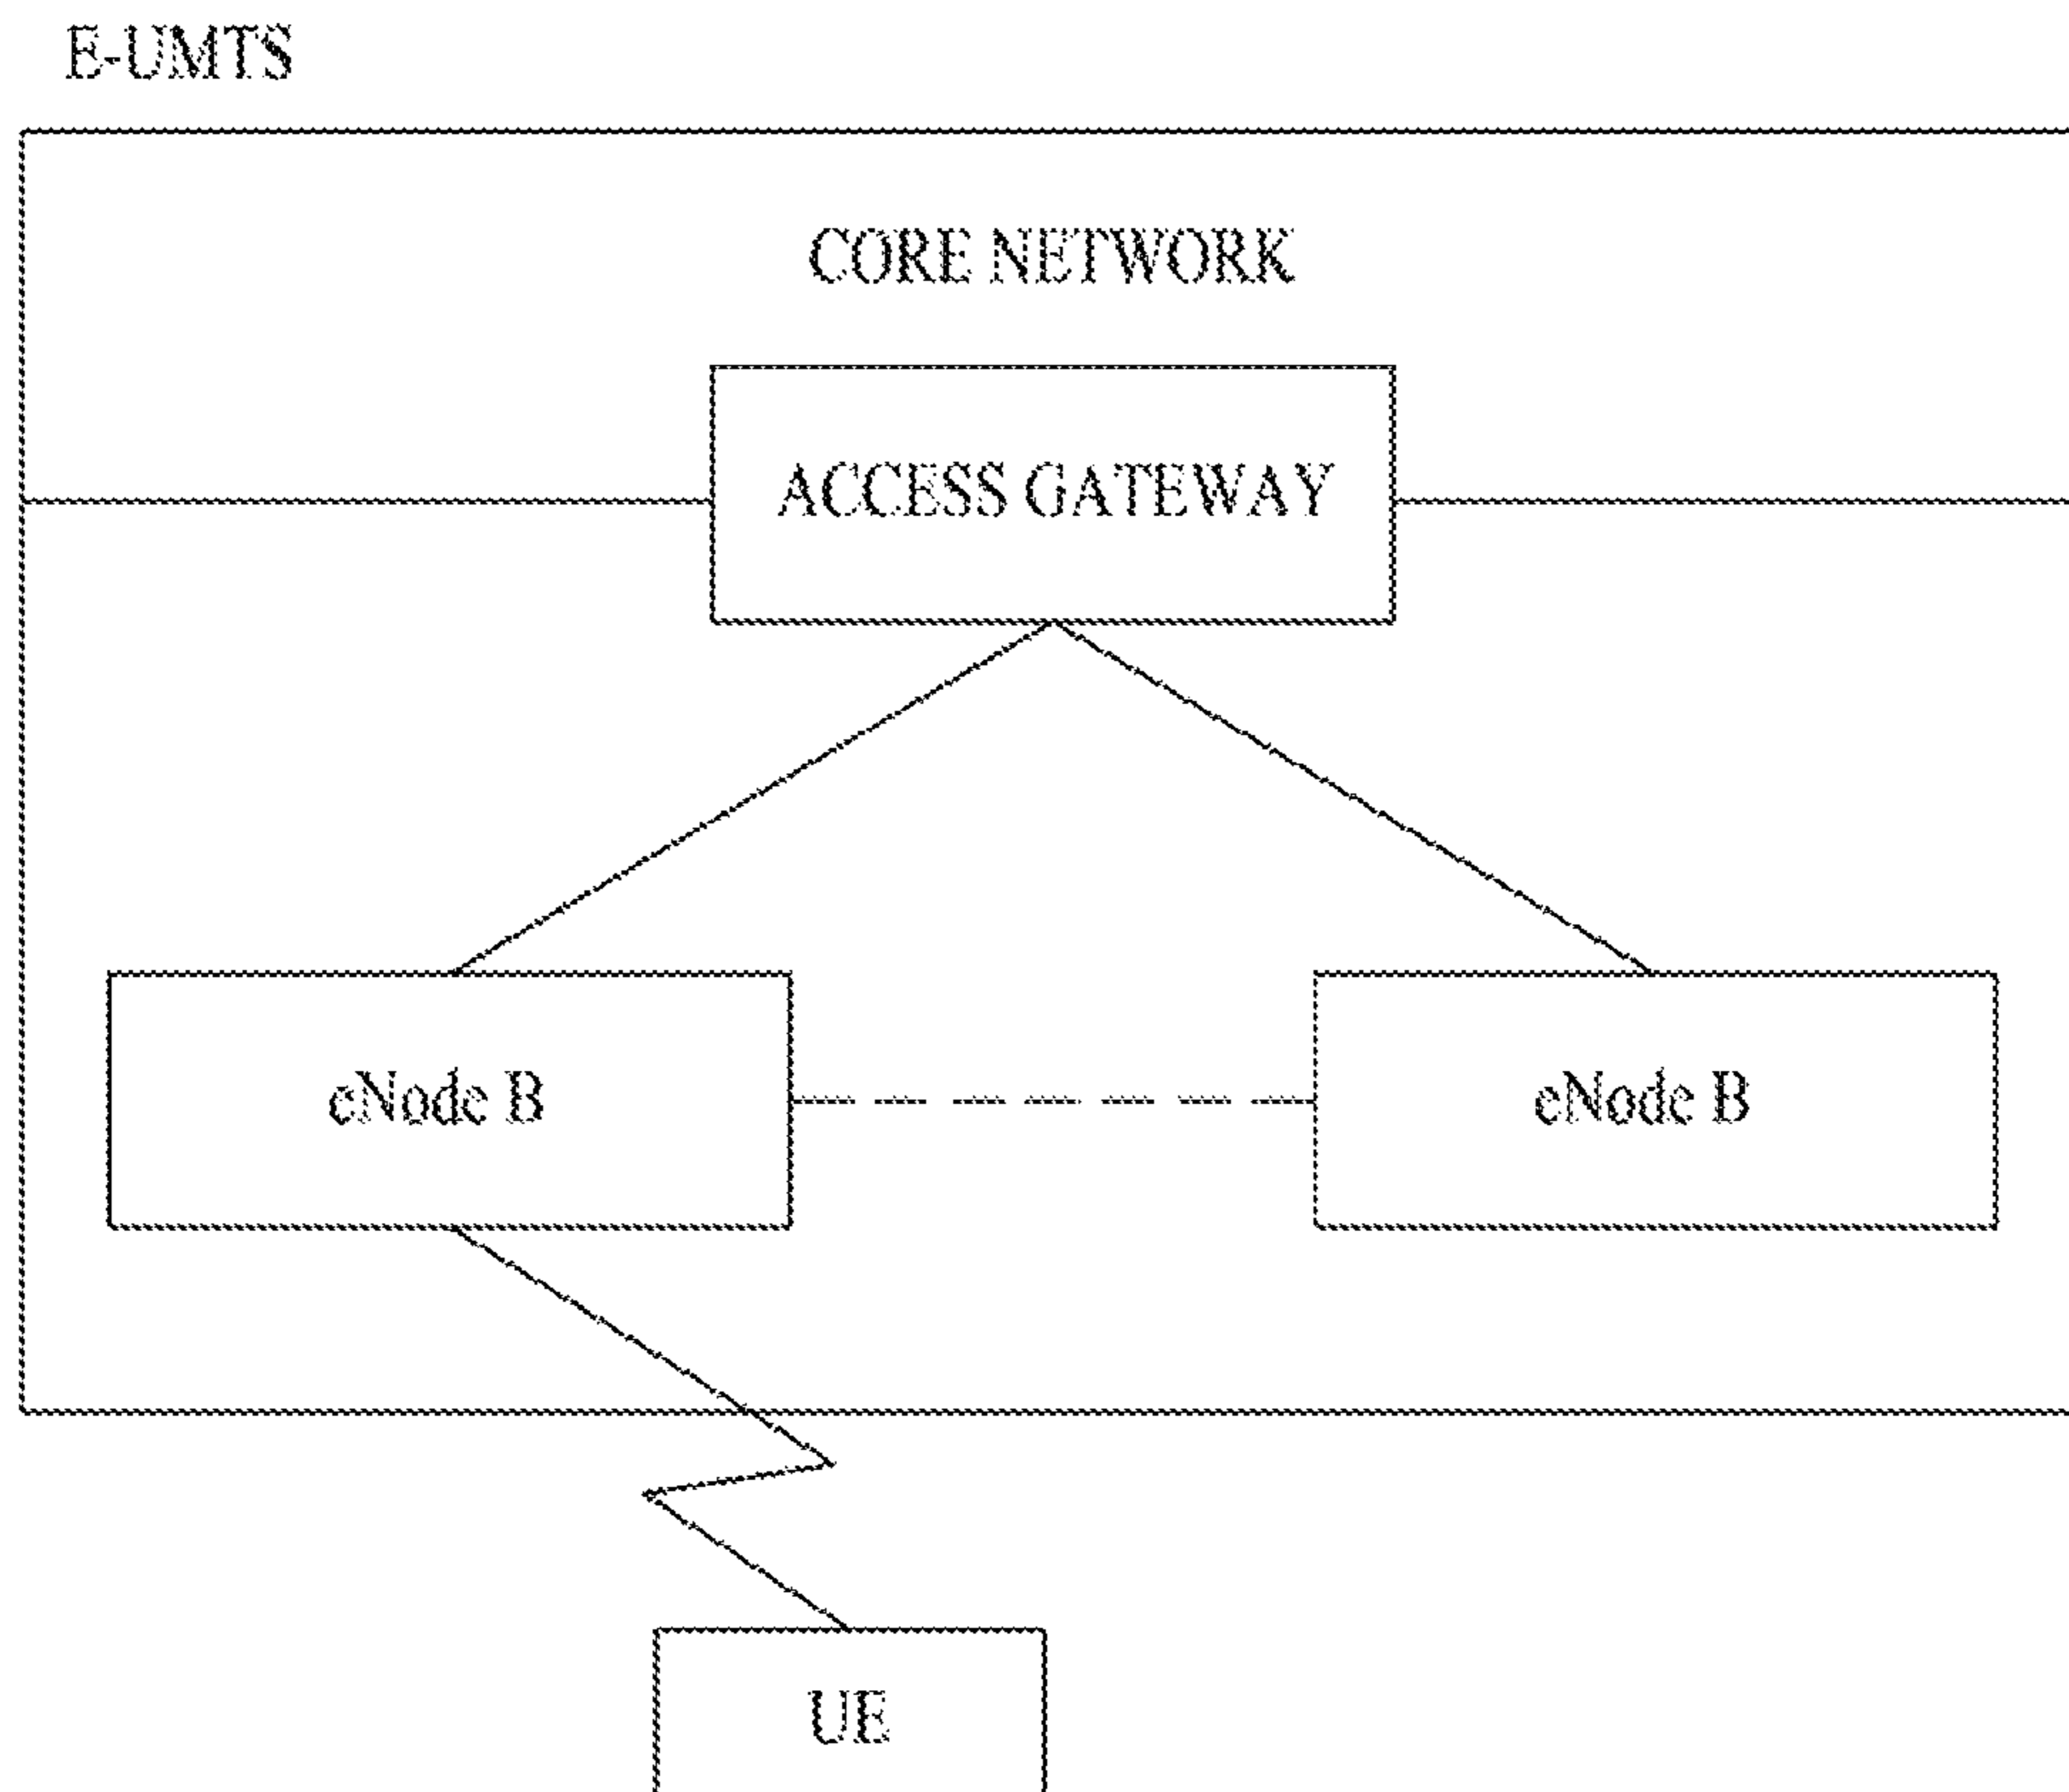 E-UMTS
CORE NETWORK
ACCESS GATEWAY
eNode B
eNode B
UE